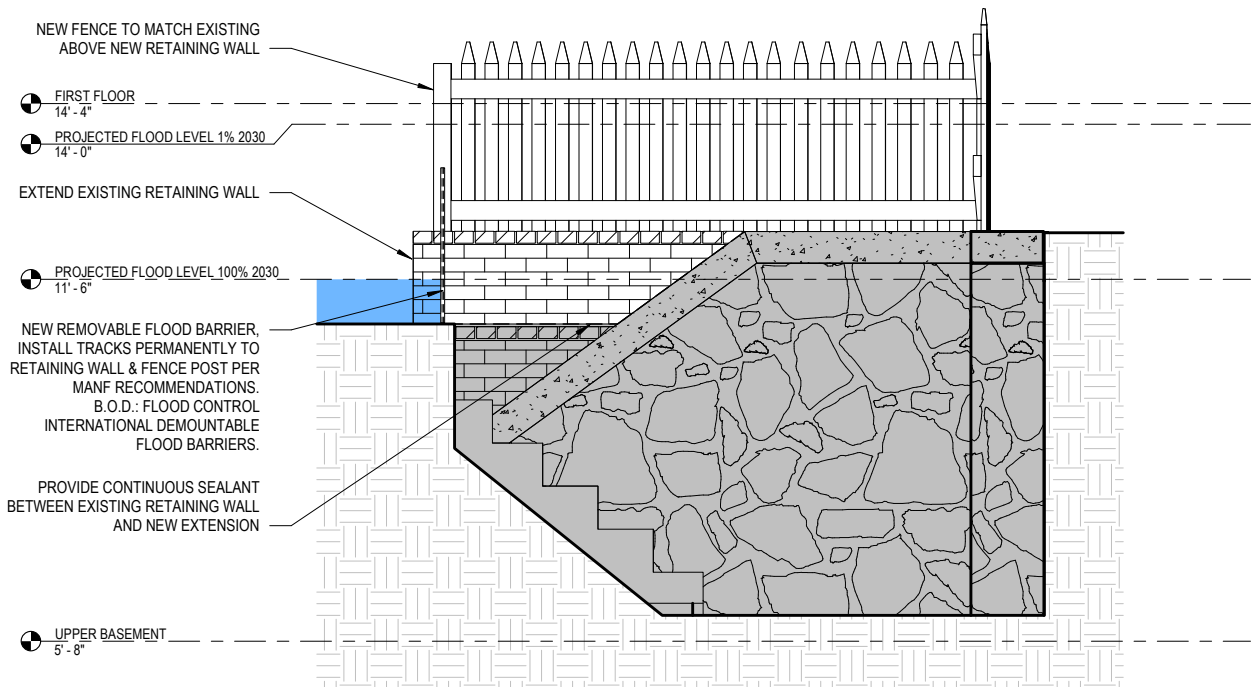 NEW FENCE TO MATCH EXISTING
ABOVE NEW RETAINING WALL
FIRST FLOOR
14' - 4"
PROJECTED FLOOD LEVEL 1% 2030
14' - 0"
EXTEND EXISTING RETAINING WALL
PROJECTED FLOOD LEVEL 100% 2030
11' - 6"
NEW REMOVABLE FLOOD BARRIER,
INSTALL TRACKS PERMANENTLY TO
RETAINING WALL & FENCE POST PER
MANF RECOMMENDATIONS.
B.O.D.: FLOOD CONTROL
INTERNATIONAL DEMOUNTABLE
FLOOD BARRIERS.
PROVIDE CONTINUOUS SEALANT
BETWEEN EXISTING RETAINING WALL
AND NEW EXTENSION
UPPER BASEMENT
5' - 8"